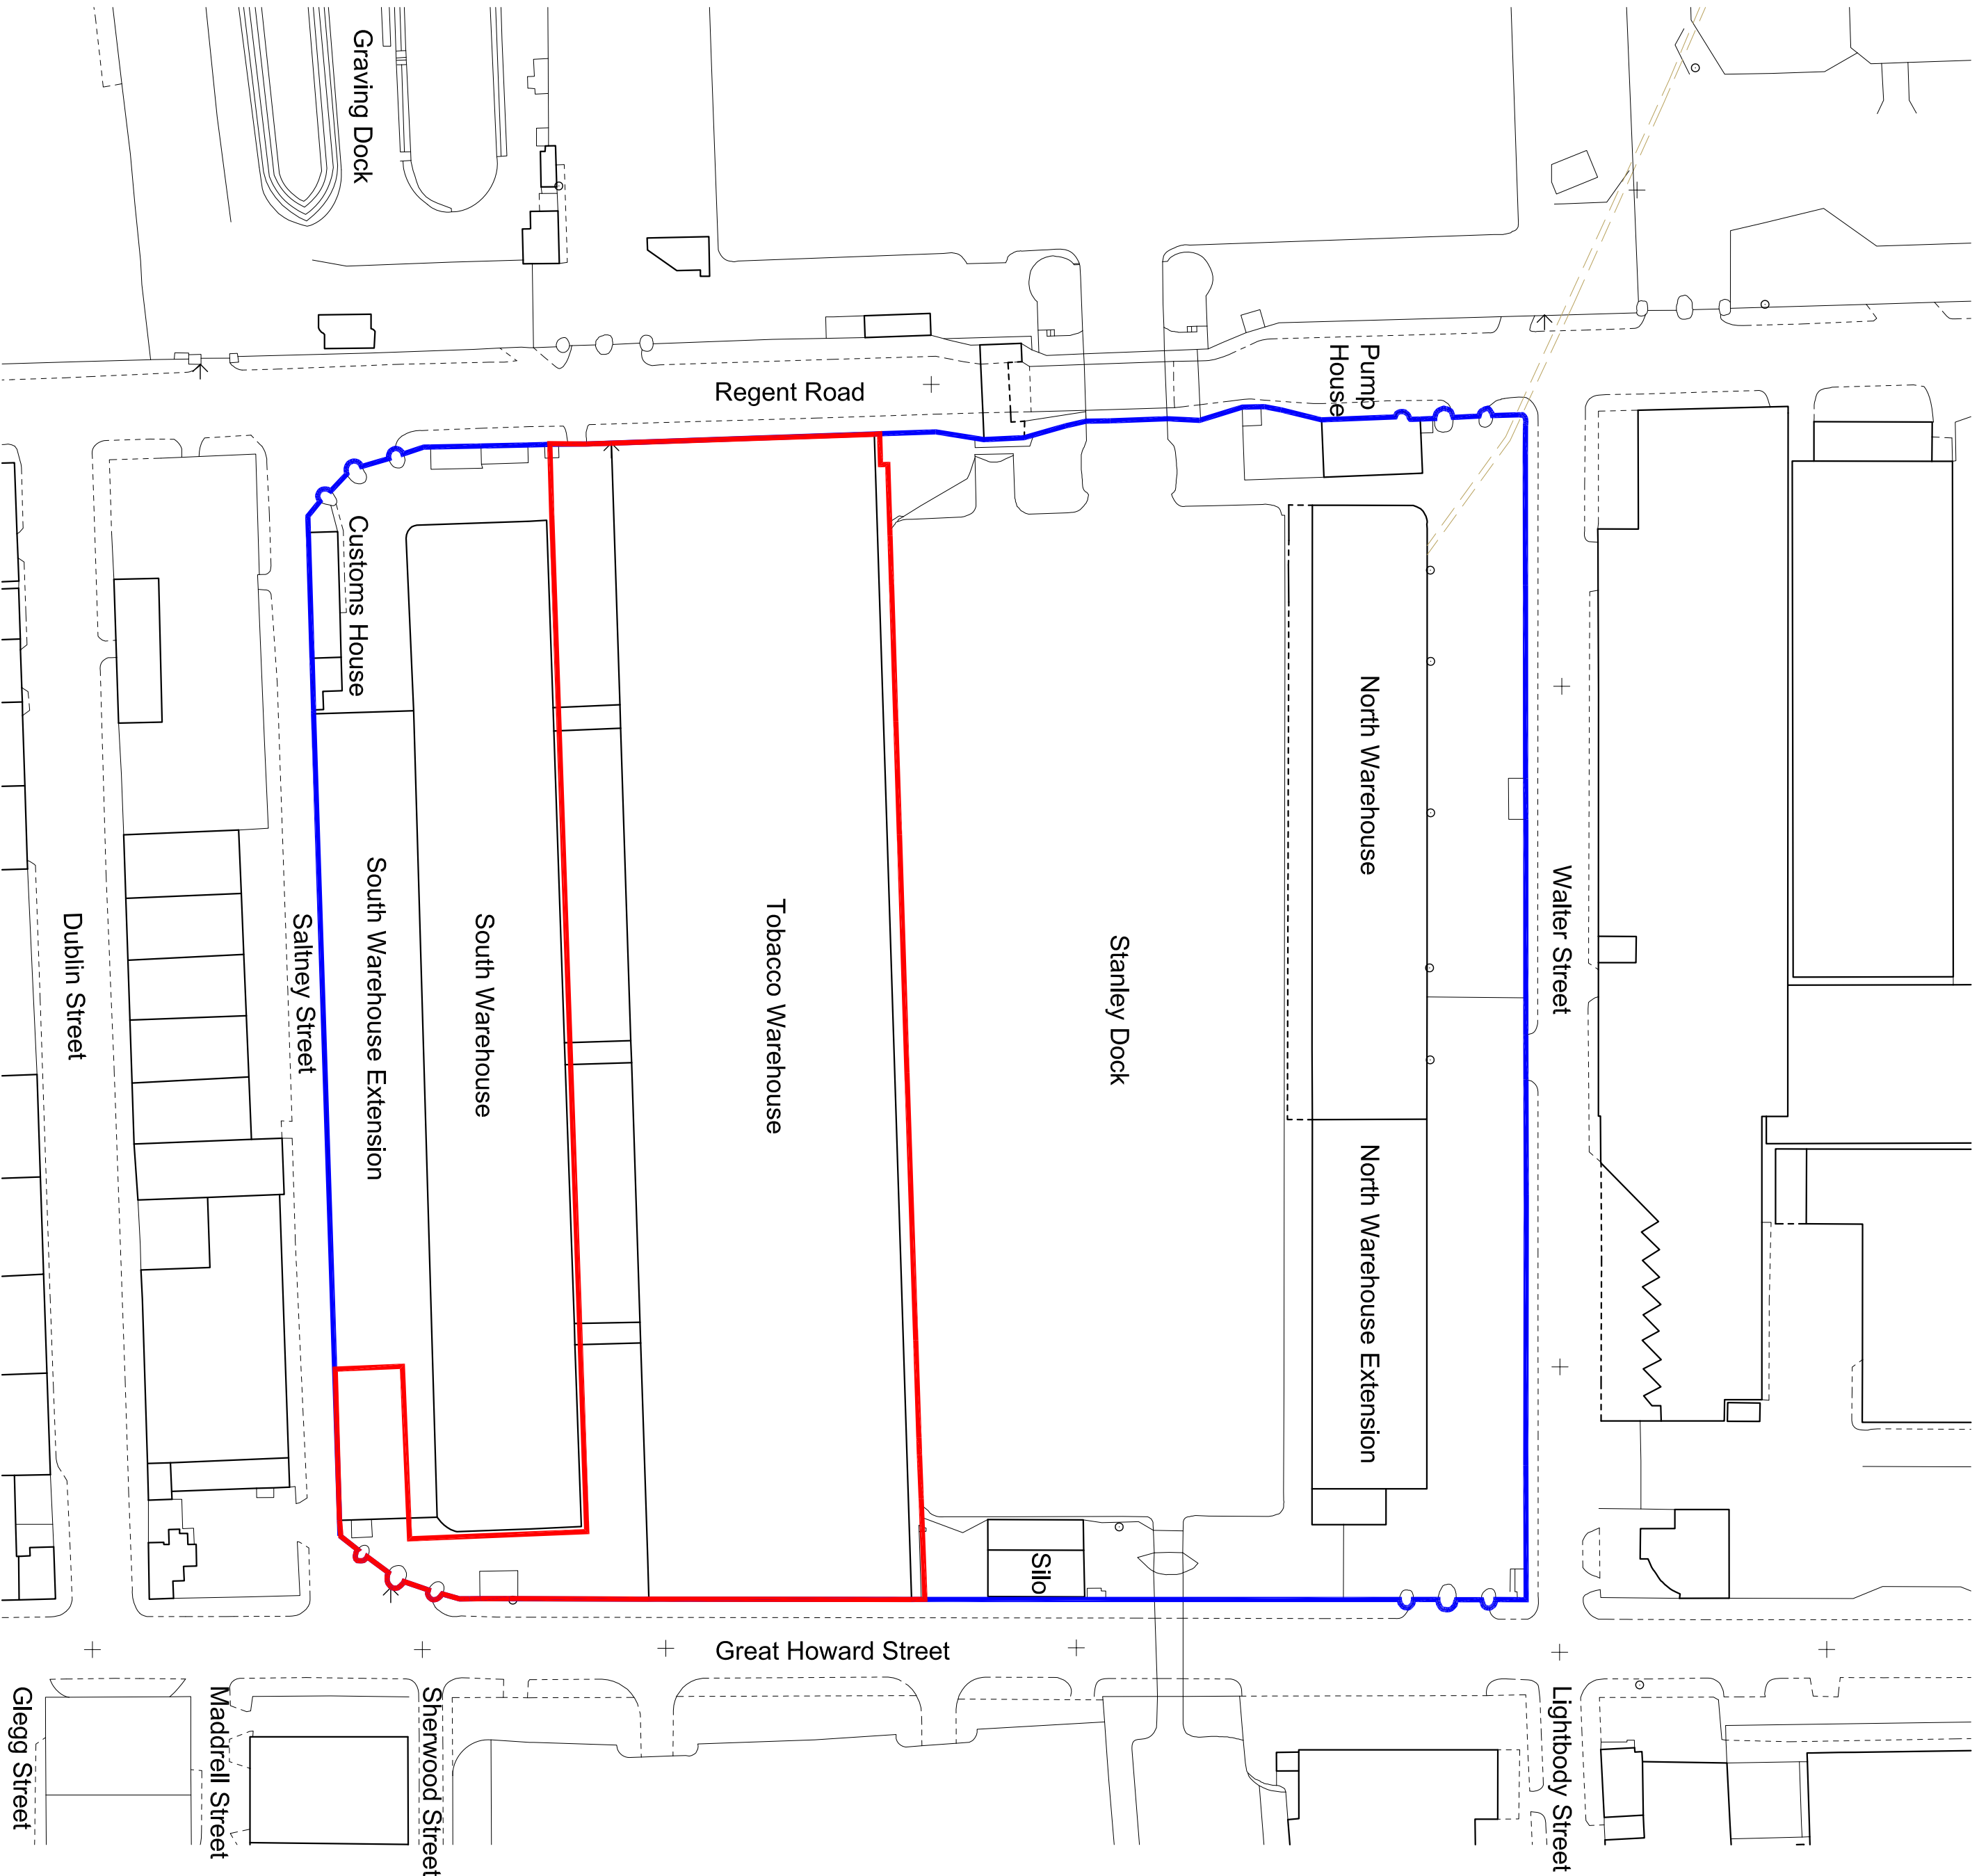 Graving Dock
Regent Road
Pump
House
Customs House
North Warehouse
South Warehouse Extension
South Warehouse
Tobacco Warehouse
Stanley Dock
Walter Street
Dublin Street
Saltney Street
North Warehouse Extension
Silo
Great Howard Street
Glegg Street
Maddrell Street
Sherwood Street
Lightbody Street